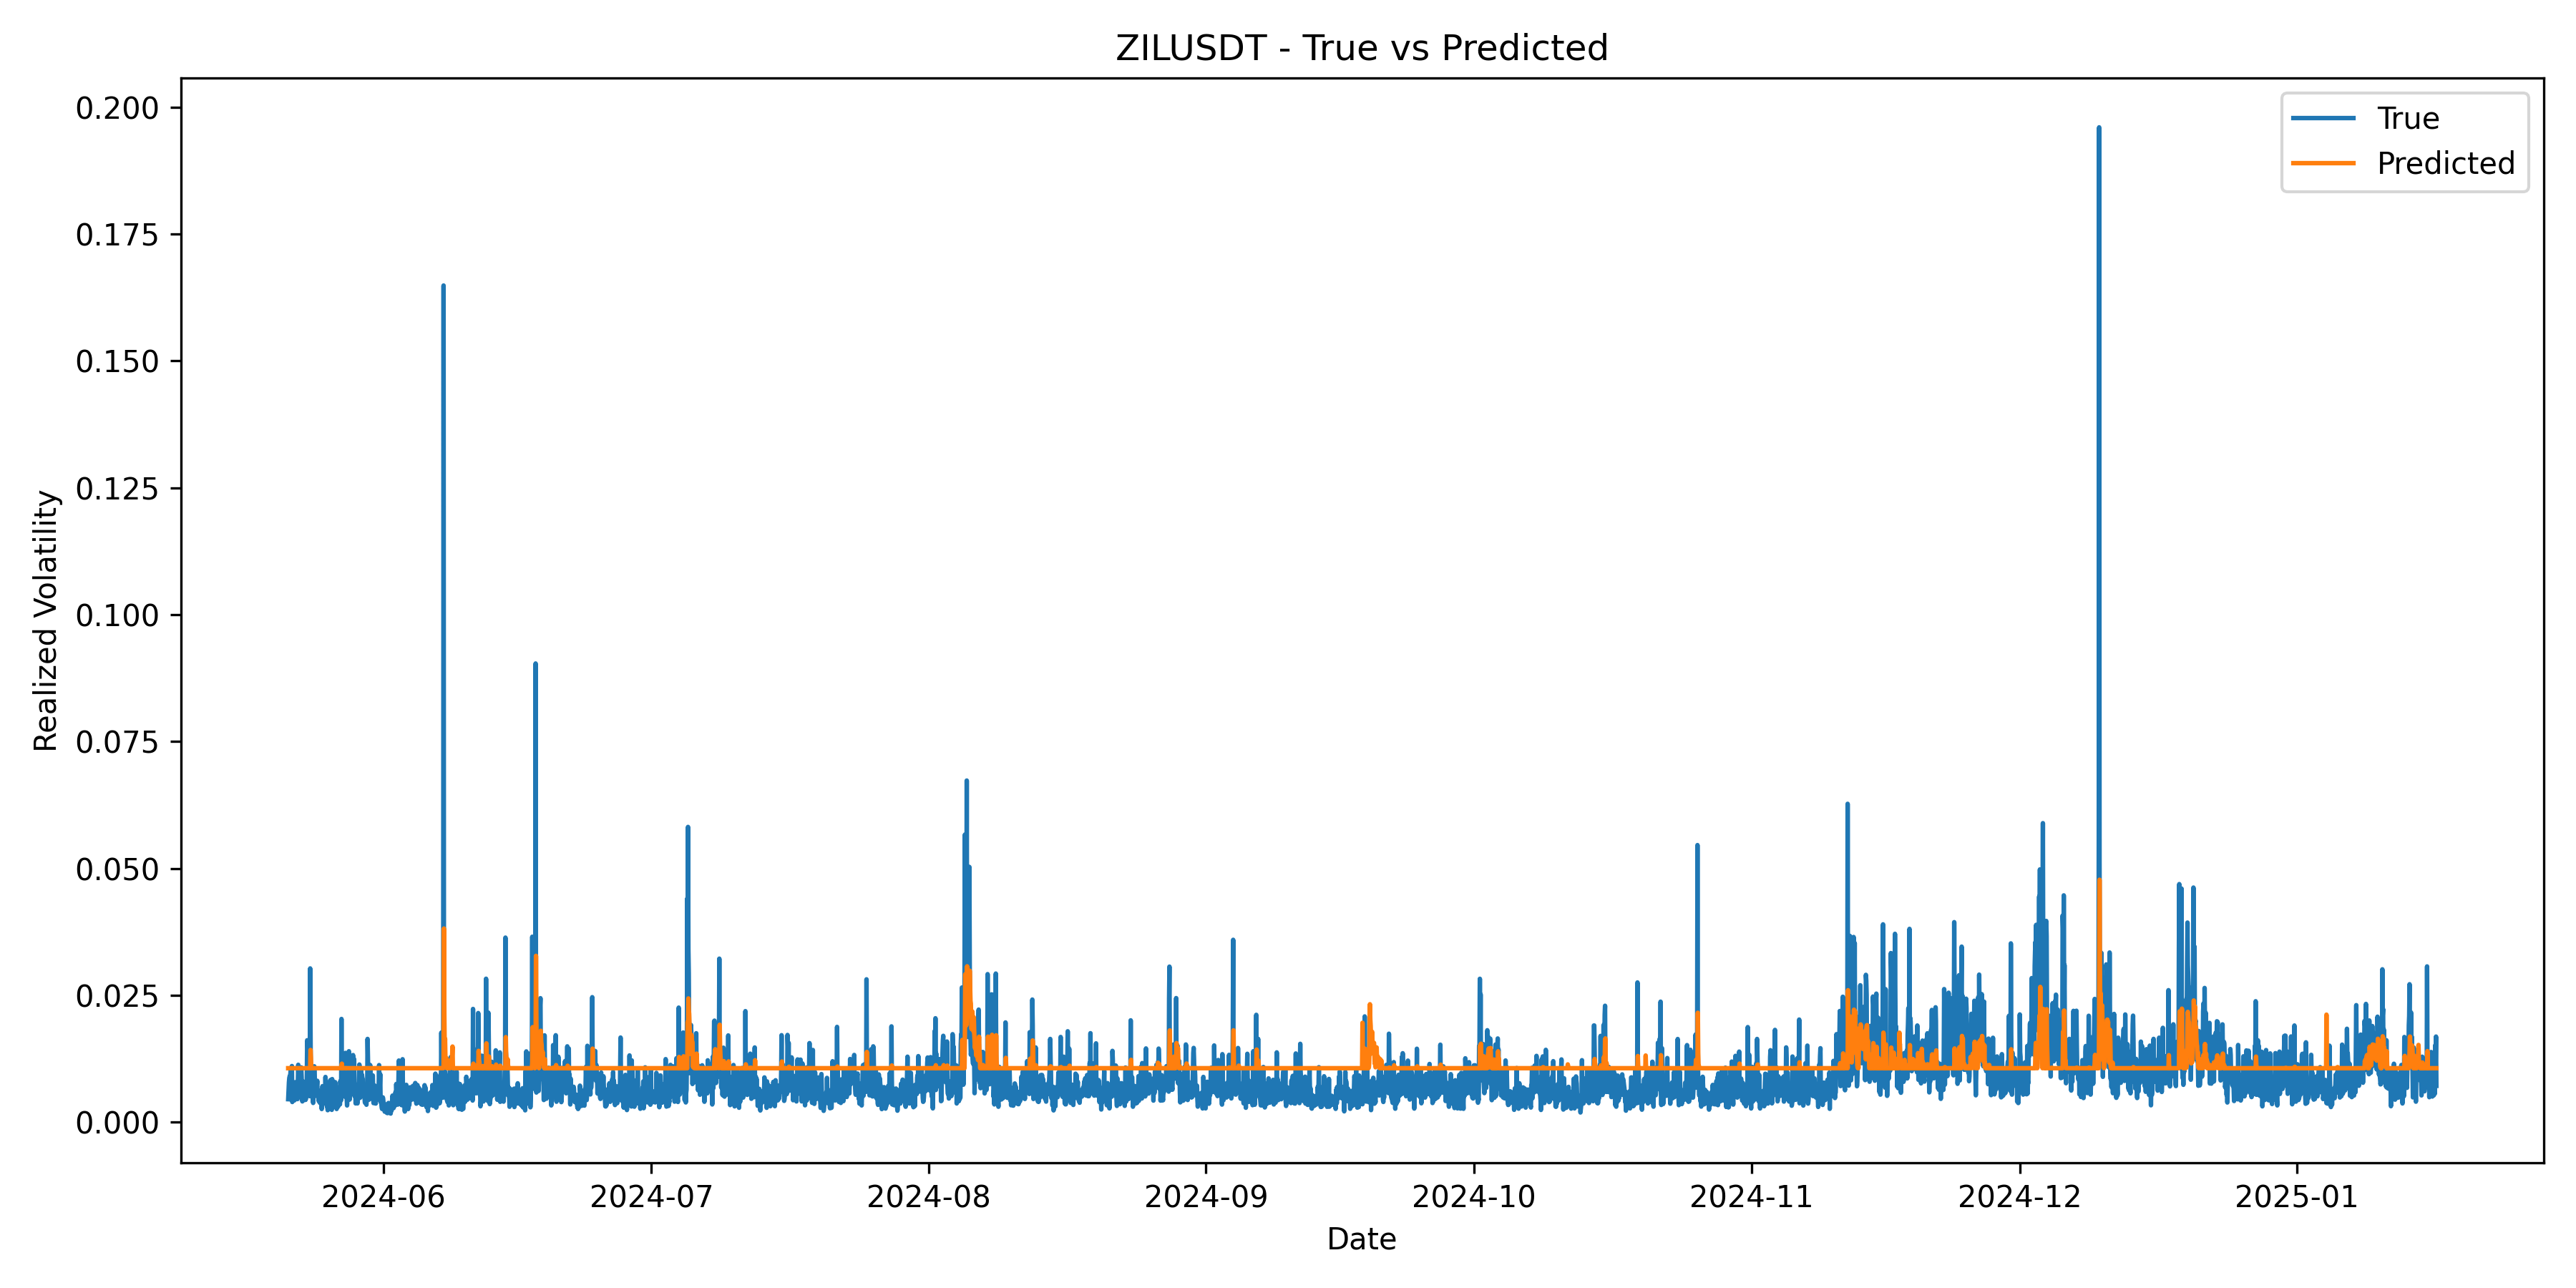 ZILUSDT - True vs Predicted
True
Predicted
Realized Volatility
0.200
0.175
0.150
0.125
0.100
0.075
0.050
0.025
0.000
2024-06 2024-07 2024-08 2024-09 2024-10 2024-11 2024-12 2025-01
Date